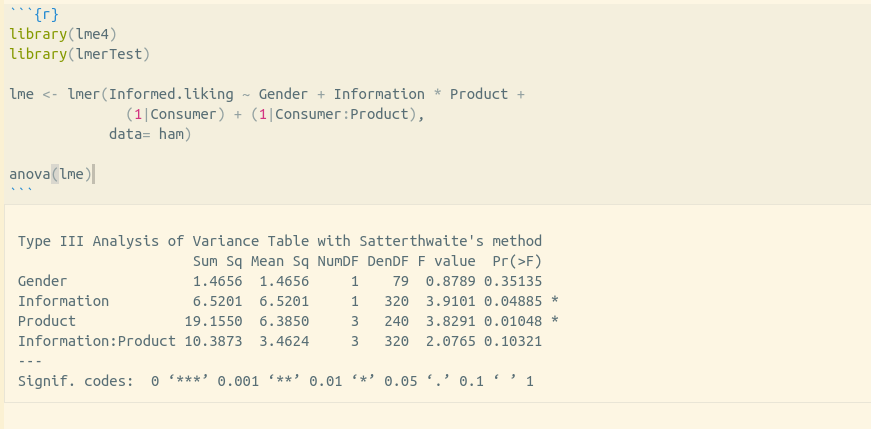 ```{r}
library(lme4)
library(lmerTest)
lme <- lmer(Informed.liking ~ Gender + Information * Product +
(1|Consumer) + (1|Consumer:Product),
data= ham)
anova(lme)
```
Type III Analysis of Variance Table with Satterthwaite's method
Sum Sq Mean Sq NumDF DenDF F value Pr(>F)
Gender 1.4656 1.4656 1 79 0.8789 0.35135
Information 6.5201 6.5201 1 320 3.9101 0.04885 *
Product 19.1550 6.3850 3 240 3.8291 0.01048 *
Information:Product 10.3873 3.4624 3 320 2.0765 0.10321
---
Signif. codes: 0 ‘***’ 0.001 ‘**’ 0.01 ‘*’ 0.05 ‘.’ 0.1 ‘ ’ 1